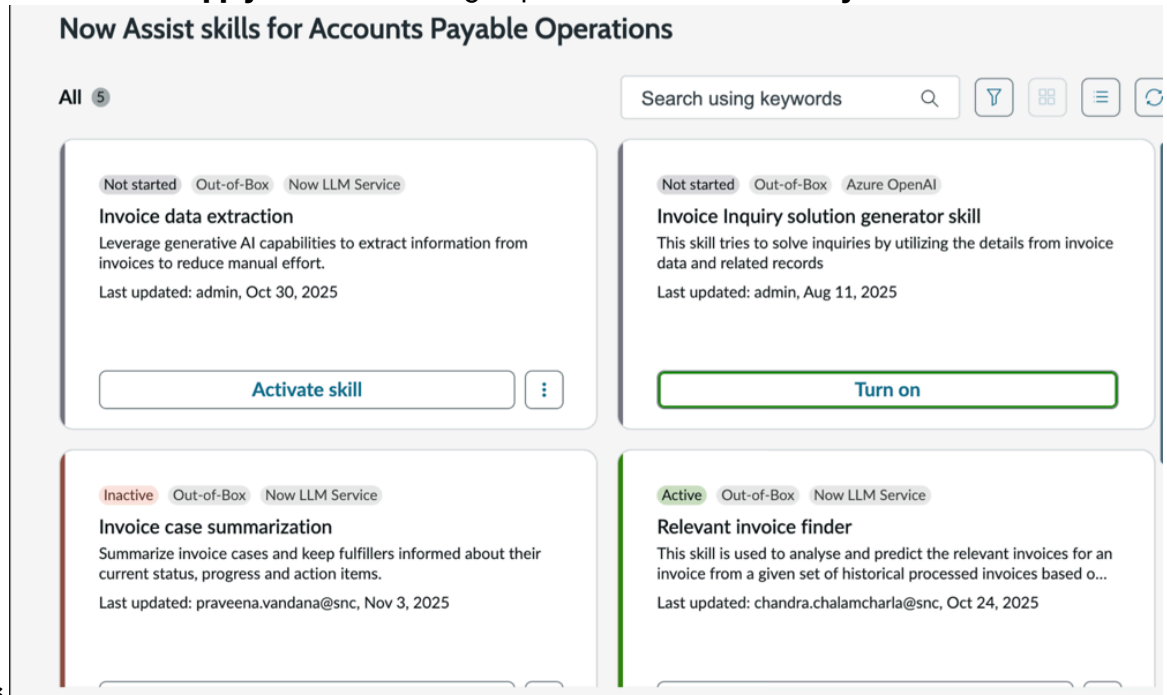 Now Assist skills for Accounts Payable Operations
All 5
Search using keywords
Not started Out-of-Box Now LLM Service
Invoice data extraction
Leverage generative AI capabilities to extract information from
invoices to reduce manual effort.
Last updated: admin, Oct 30, 2025
Activate skill
Not started Out-of-Box Azure OpenAI
Invoice Inquiry solution generator skill
This skill tries to solve inquiries by utilizing the details from invoice
data and related records
Last updated: admin, Aug 11, 2025
Turn on
Inactive Out-of-Box Now LLM Service
Invoice case summarization
Summarize invoice cases and keep fulfillers informed about their
current status, progress and action items.
Last updated: praveena.vandana@snc, Nov 3, 2025
Active Out-of-Box Now LLM Service
Relevant invoice finder
This skill is used to analyse and predict the relevant invoices for an
invoice from a given set of historical processed invoices based o...
Last updated: chandra.chalamcharla@snc, Oct 24, 2025